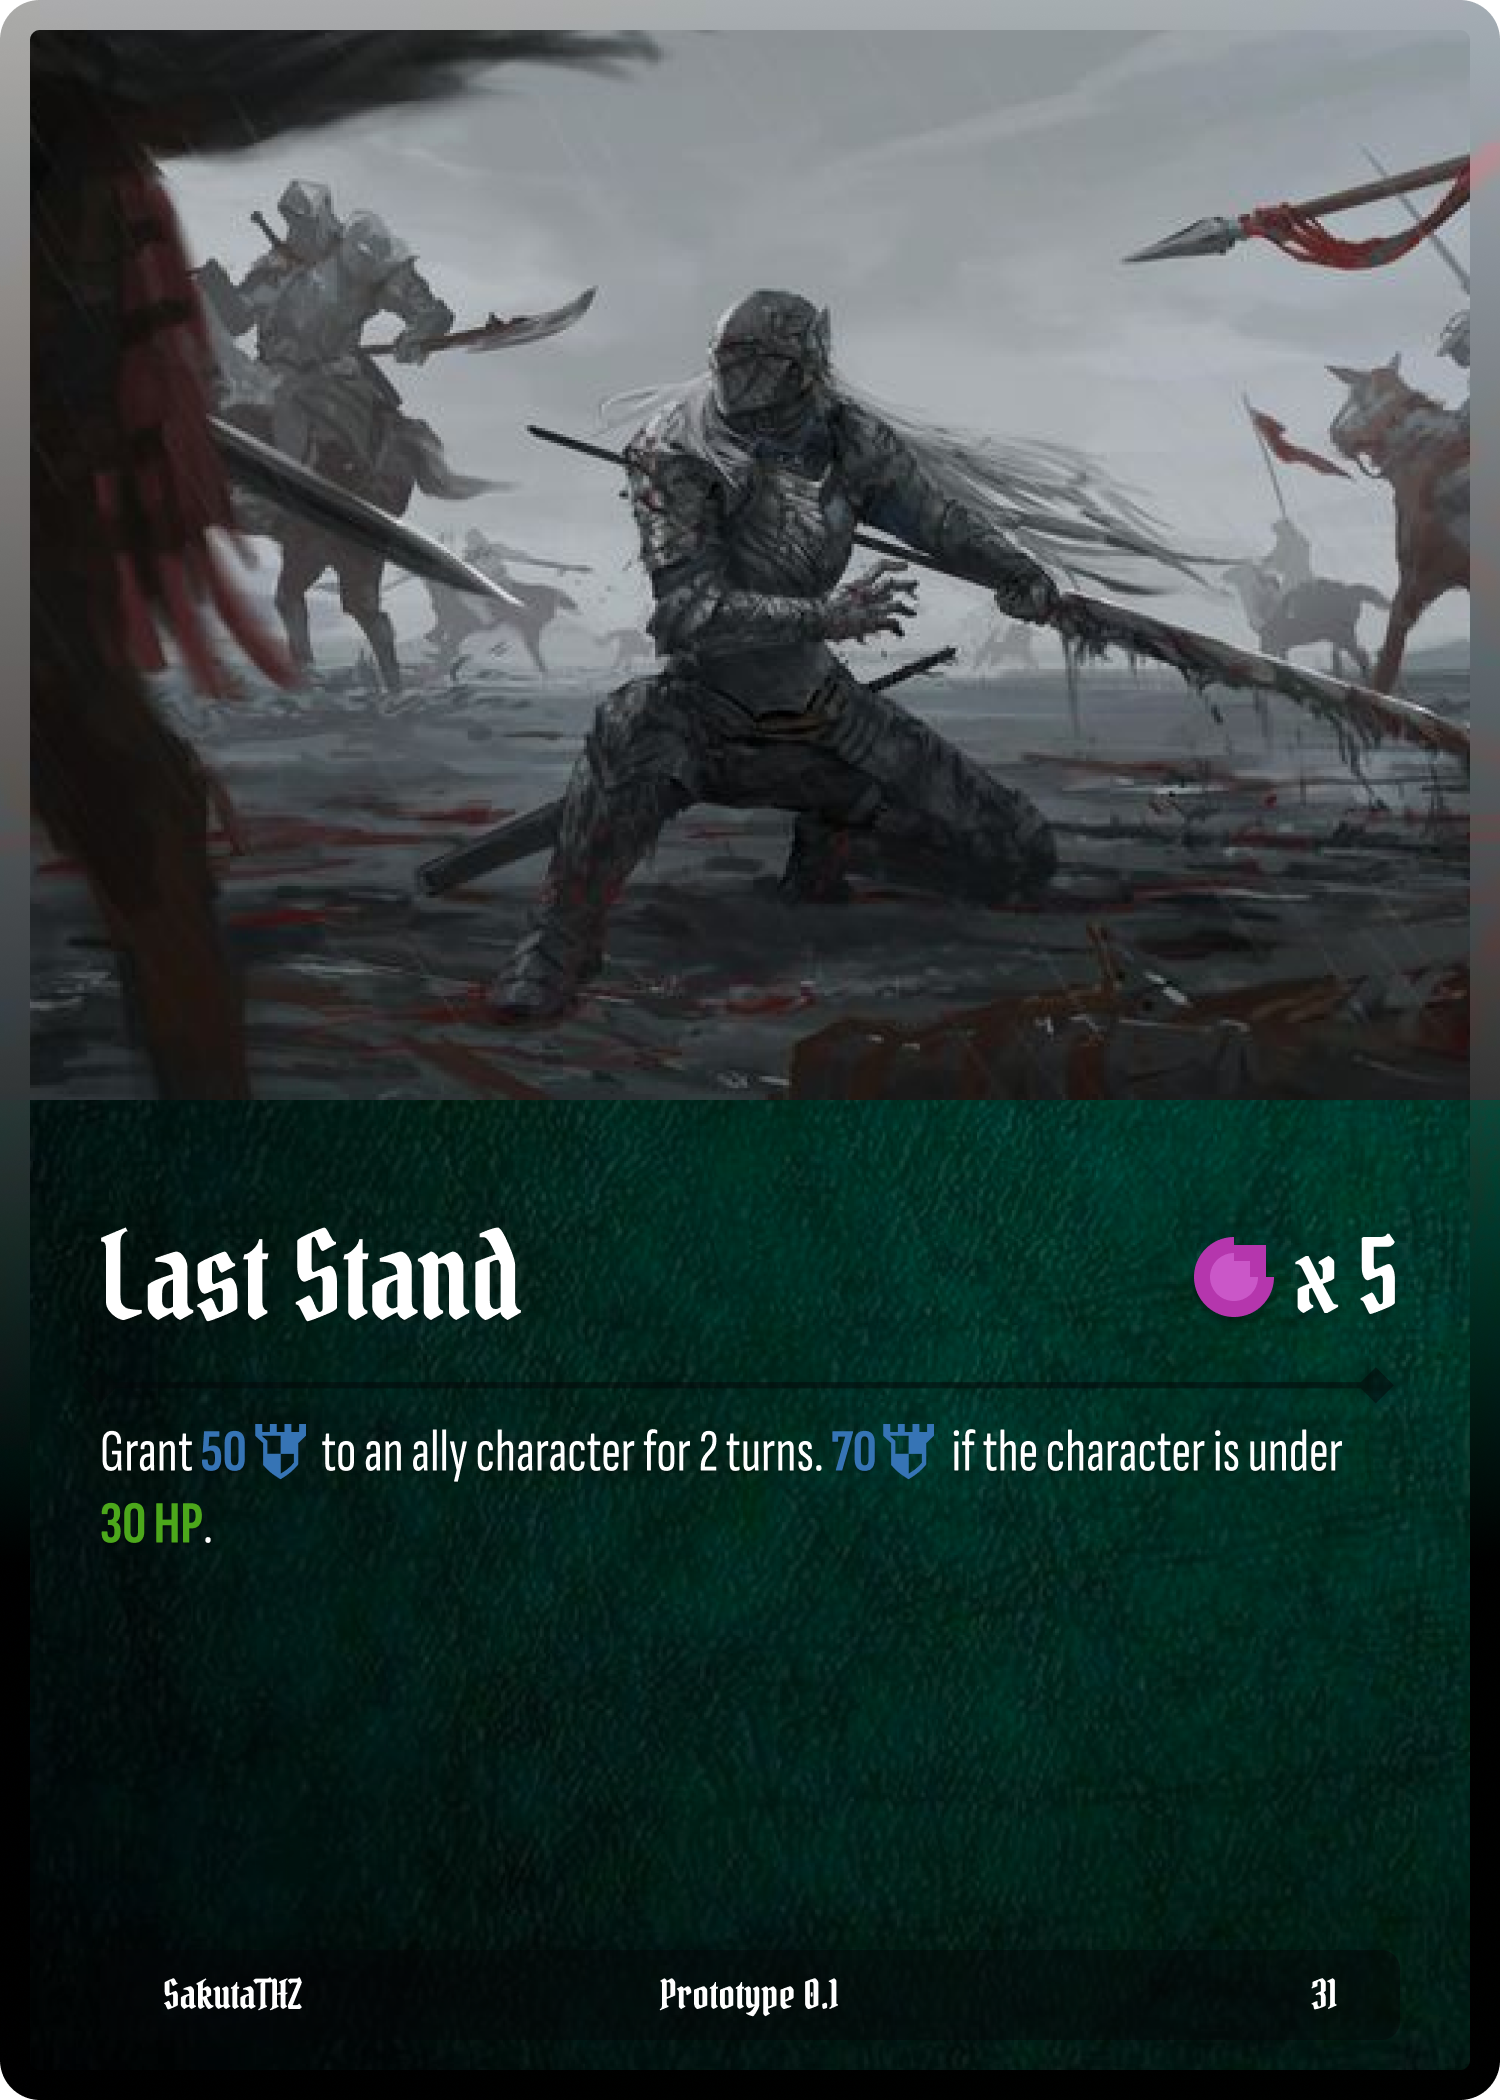 Last Stand x 5
Grant 50 to an ally character for 2 turns. 70 if the character is under
30 HP.
SakutaTHZ Prototype 0.1 31